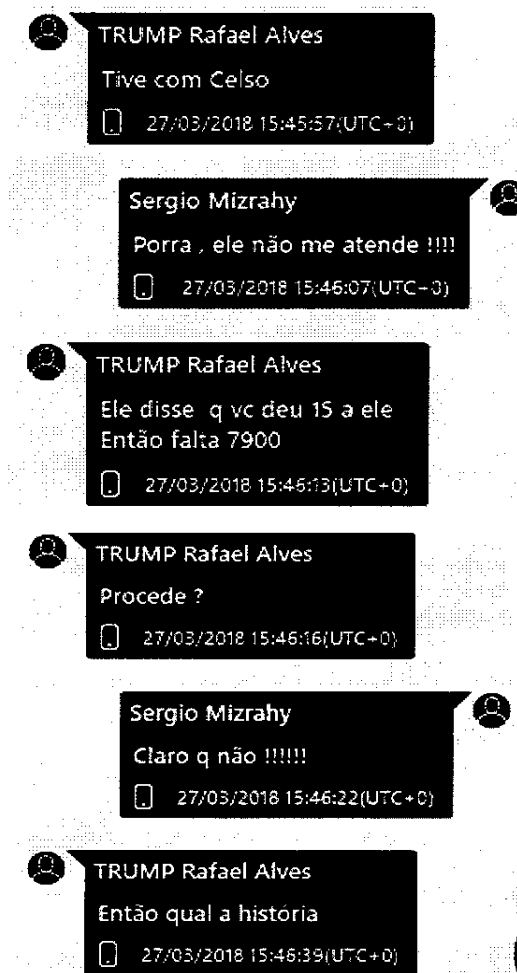 TRUMP Rafael Alves
Tive com Celso
27/03/2018 15:45:57(UTC+0)
Sergio Mizrahy
Porra , ele não me atende !!!!
27/03/2018 15:46:07(UTC+0)
TRUMP Rafael Alves
Ele disse q vc deu 15 a ele
Então falta 7900
27/03/2018 15:46:13(UTC+0)
TRUMP Rafael Alves
Procede ?
27/03/2018 15:46:16(UTC+0)
Sergio Mizrahy
Claro q não !!!!!!
27/03/2018 15:46:22(UTC+0)
TRUMP Rafael Alves
Então qual a história
27/03/2018 15:46:39(UTC+0)